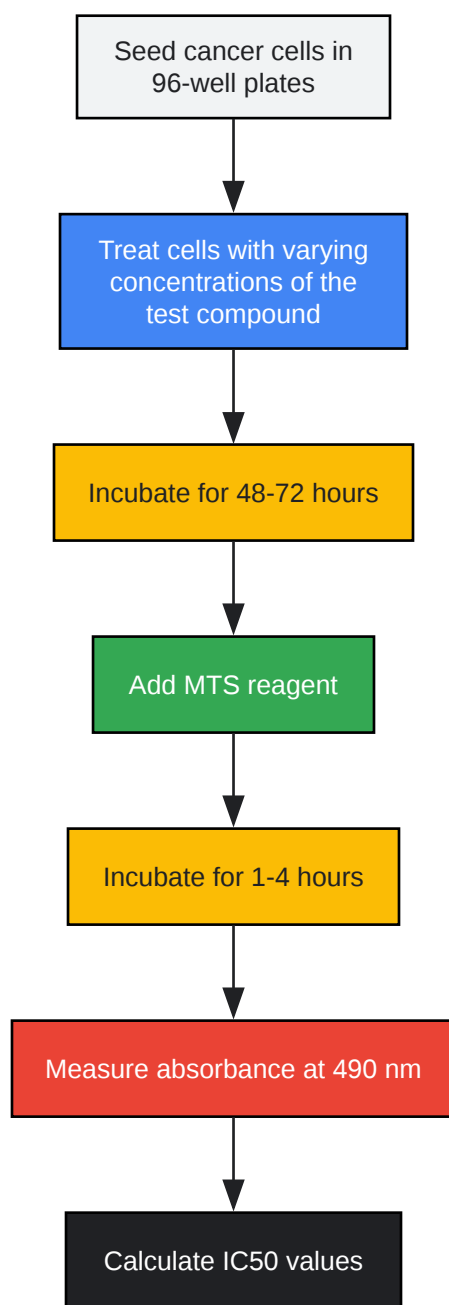 Seed cancer cells in
96-well plates
Treat cells with varying
concentrations of the
test compound
Incubate for 48-72 hours
Add MTS reagent
Incubate for 1-4 hours
Measure absorbance at 490 nm
Calculate IC50 values